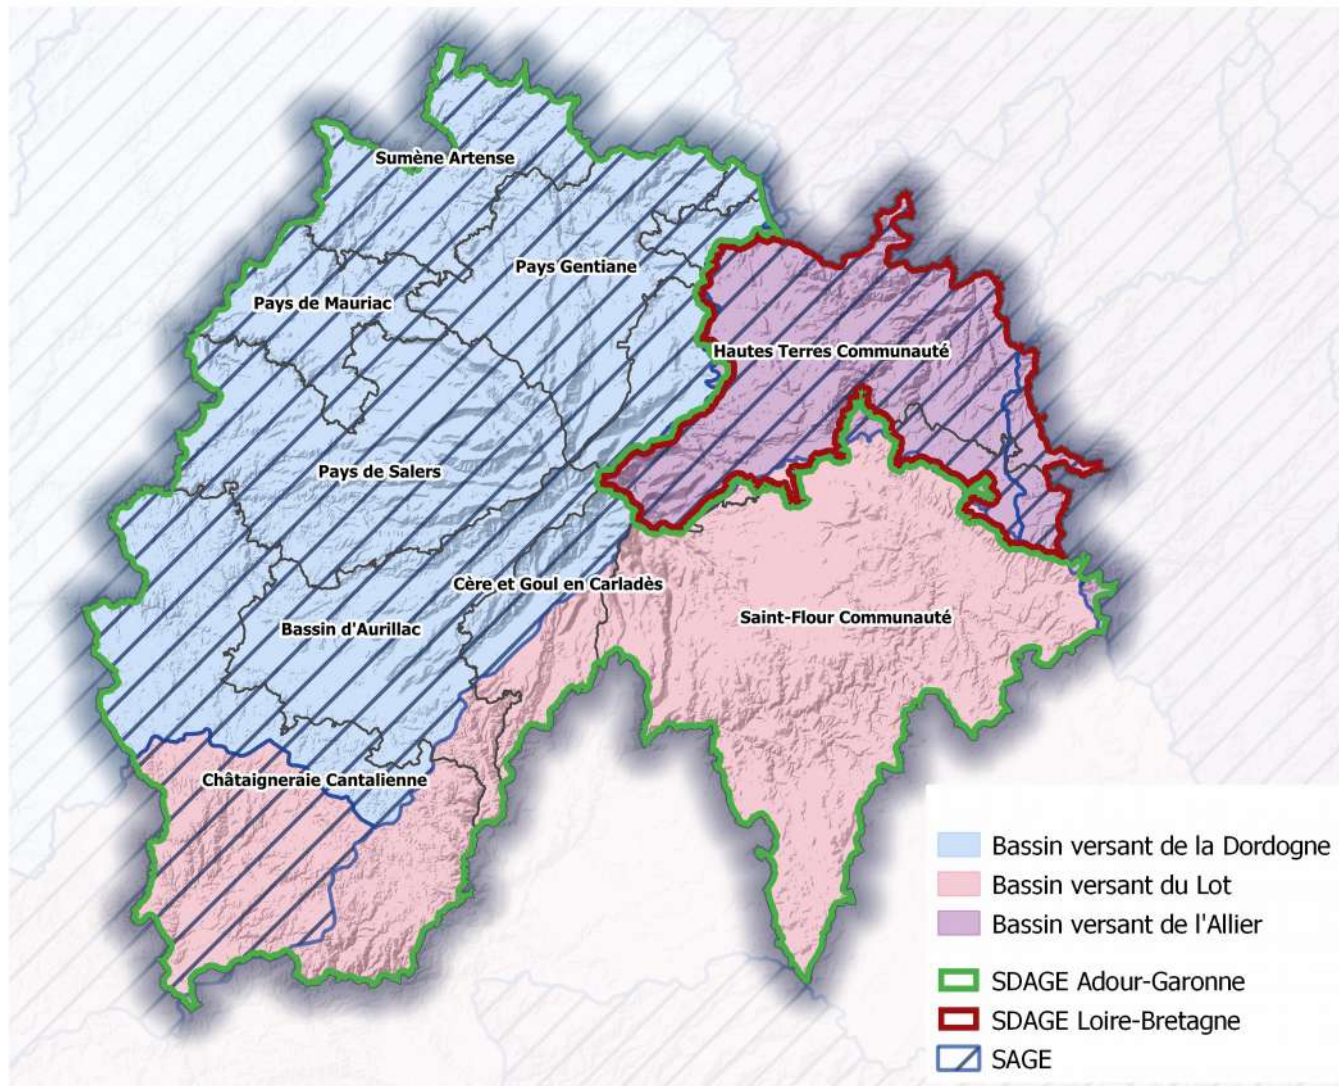 Sumène Artense
Pays Gentiane
Pays de Mauriac
Hautes Terres Communauté
Pays de Salers
Cère et Goul en Carladès
Saint-Flour Communauté
Bassin d'Aurillac
Châtaigneraie Cantalienne
Bassin versant de la Dordogne
Bassin versant du Lot
Bassin versant de l'Allier
SDAGE Adour-Garonne
SDAGE Loire-Bretagne
SAGE